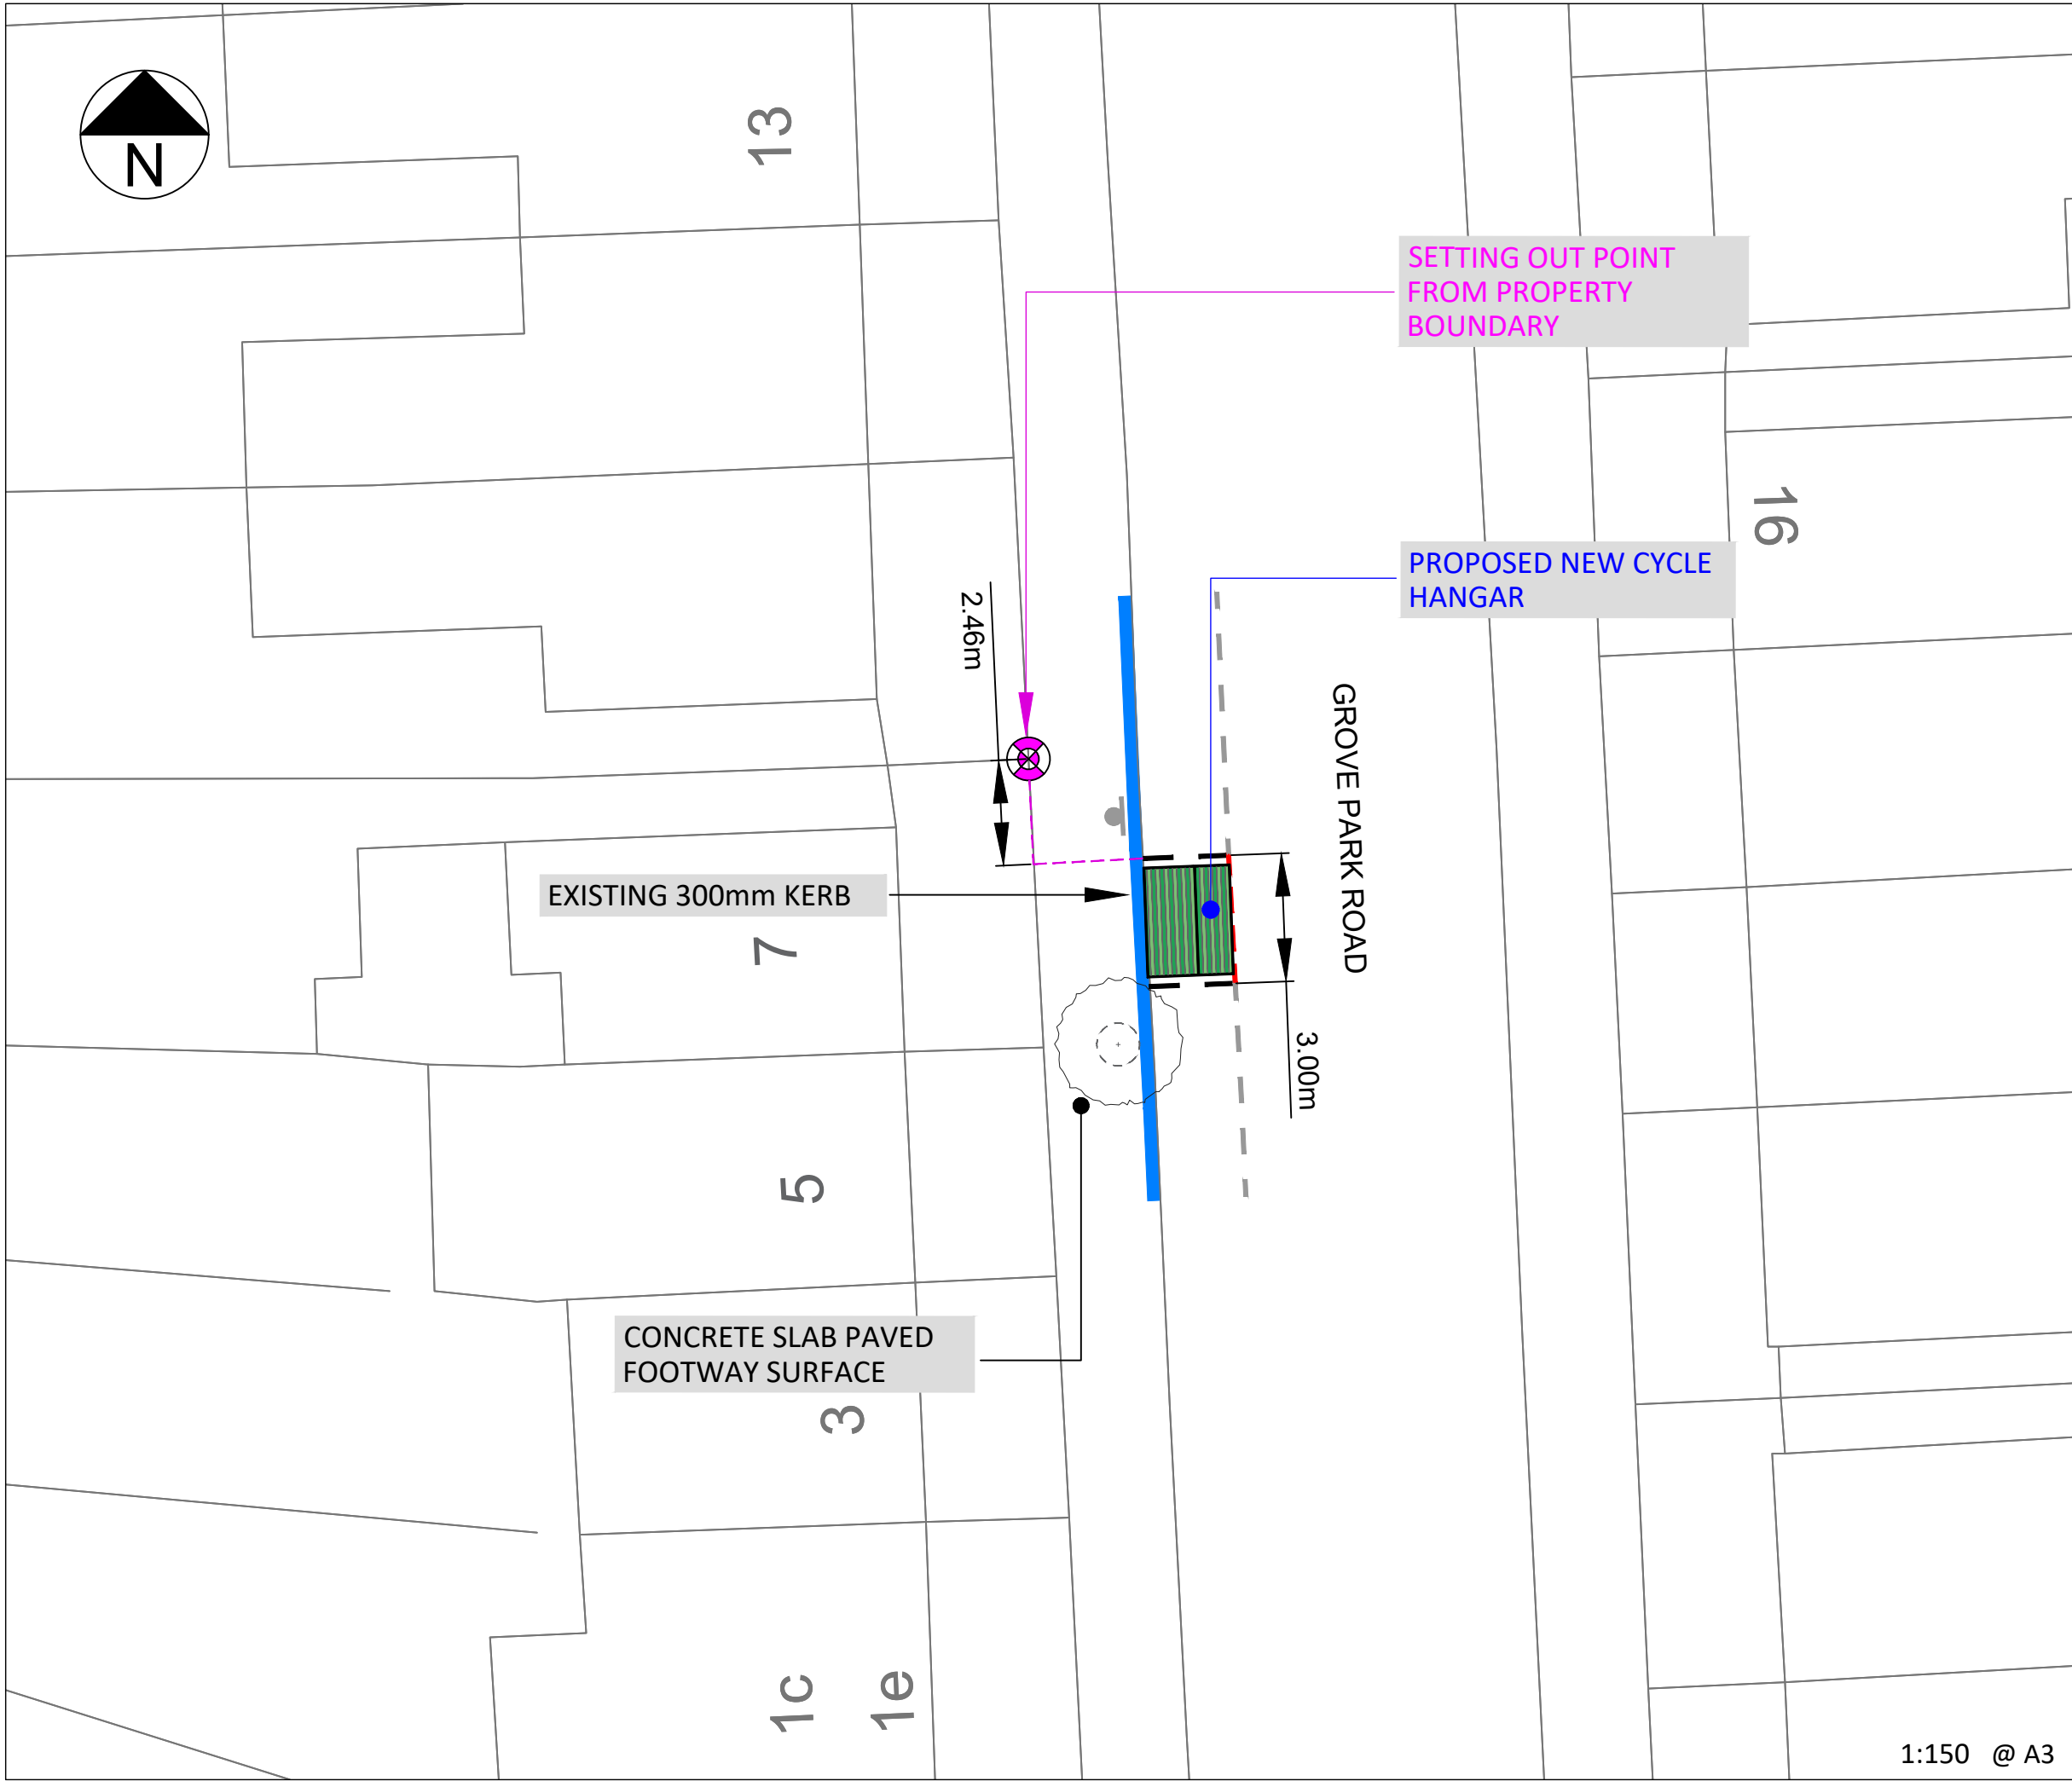 N
13
SETTING OUT POINT
FROM PROPERTY
BOUNDARY
16
PROPOSED NEW CYCLE
HANGAR
2.46m
GROVE PARK ROAD
EXISTING 300mm KERB
7
3.00m
5
CONCRETE SLAB PAVED
FOOTWAY SURFACE
3
1c
1e
1:150 @ A3